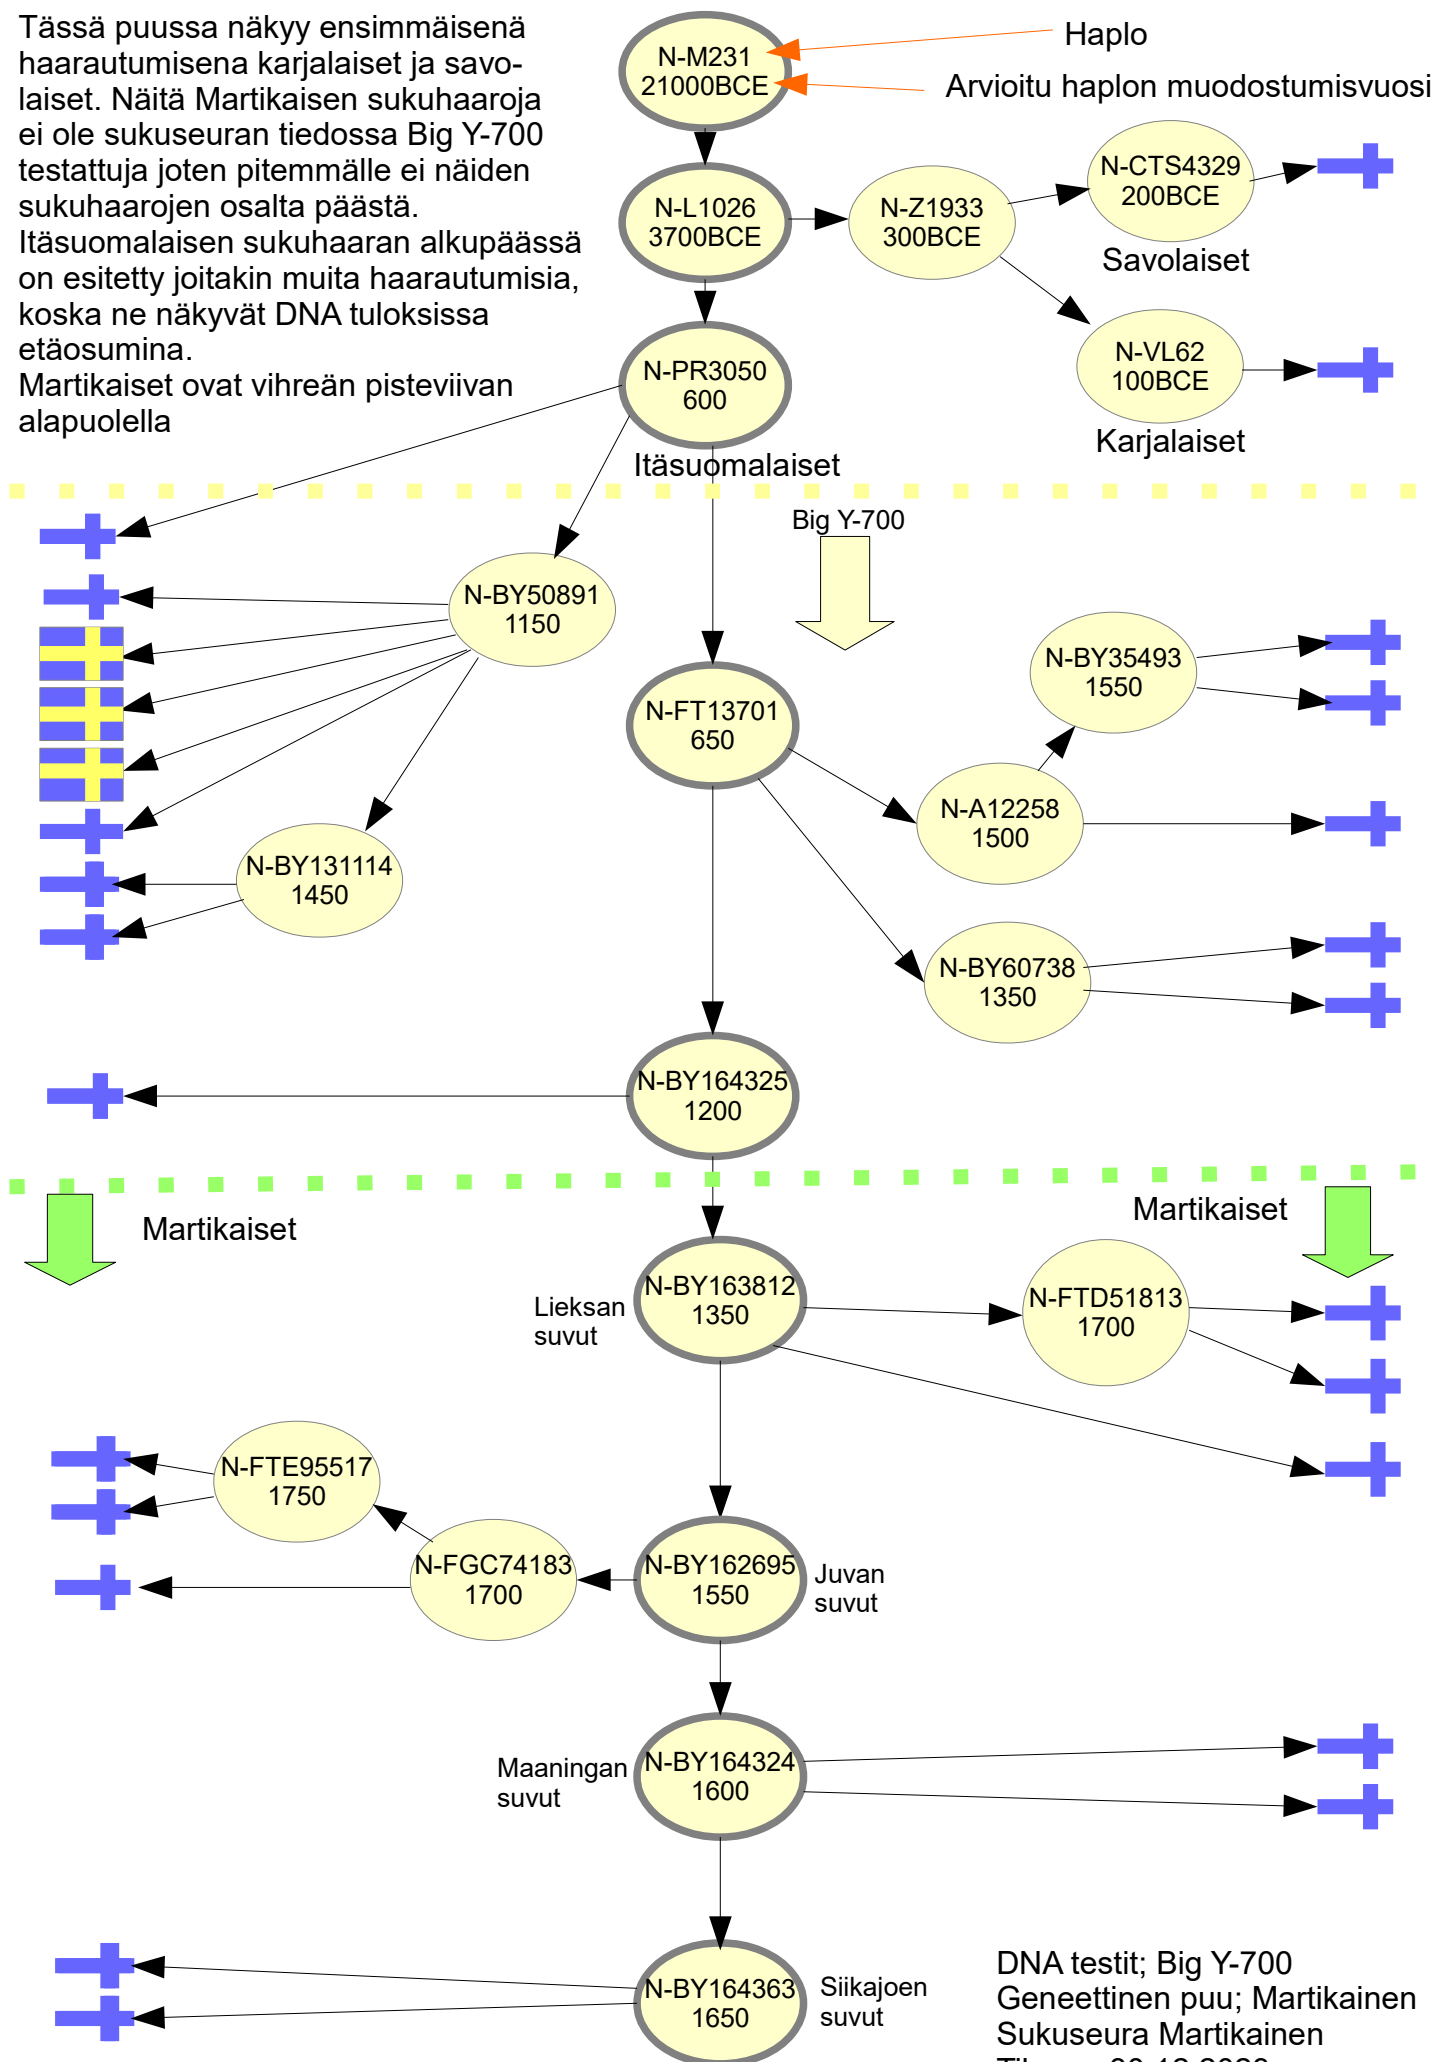 Tässä puussa näkyy ensimmäisenä
haarautumisena karjalaiset ja savo-
laiset. Näitä Martikaisen sukuhaaroja
ei ole sukuseuran tiedossa Big Y-700
testattuja joten pitemmälle ei näiden
sukuhaarojen osalta päästä.
Itäsuomalaisen sukuhaaran alkupäässä
on esitetty joitakin muita haarautumisia,
koska ne näkyvät DNA tuloksissa
etäosumina.
Martikaiset ovat vihreän pisteviivan
alapuolella
N-M231
21000BCE
Haplo
Arvioitu haplon muodostumisvuosi
N-L1026
3700BCE
N-Z1933
300BCE
N-CTS4329
200BCE
Savolaiset
N-VL62
100BCE
Karjalaiset
N-PR3050
600
Itäsuomalaiset
Big Y-700
N-BY50891
1150
N-FT13701
650
N-BY35493
1550
N-A12258
1500
N-BY131114
1450
N-BY60738
1350
N-BY164325
1200
Martikaiset
Martikaiset
Lieksan
suvut
N-BY163812
1350
N-FTD51813
1700
N-FTE95517
1750
N-FGC74183
1700
N-BY162695
1550
Juvan
suvut
Maaningan
suvut
N-BY164324
1600
N-BY164363
1650
Siikajoen
suvut
DNA testit; Big Y-700
Geneettinen puu; Martikainen
Sukuseura Martikainen